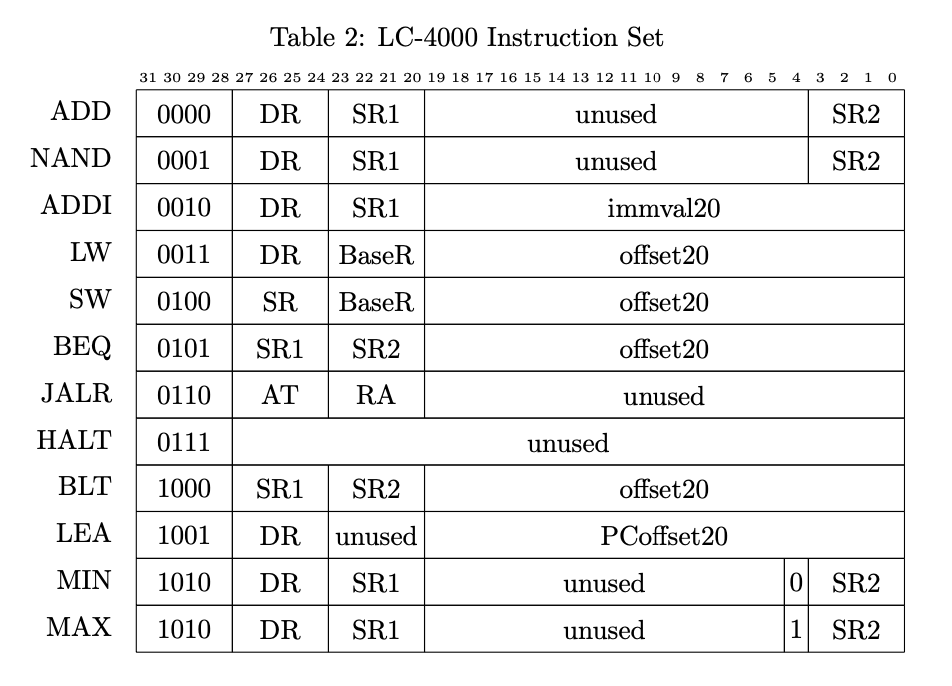 Table 2: LC-4000 Instruction Set
31 30 29 28 27 26 25 24 23 22 21 20 19 18 17 16 15 14 13 12 11 10 9 8 7 6 5 4 3 2 1 0
ADD 0000 DR SR1 unused SR2
NAND 0001 DR SR1 unused SR2
ADDI 0010 DR SR1 immval20
LW 0011 DR BaseR offset20
SW 0100 SR BaseR offset20
BEQ 0101 SR1 SR2 offset20
JALR 0110 AT RA unused
HALT 0111 unused
BLT 1000 SR1 SR2 offset20
LEA 1001 DR unused PCoffset20
MIN 1010 DR SR1 unused 0 SR2
MAX 1010 DR SR1 unused 1 SR2